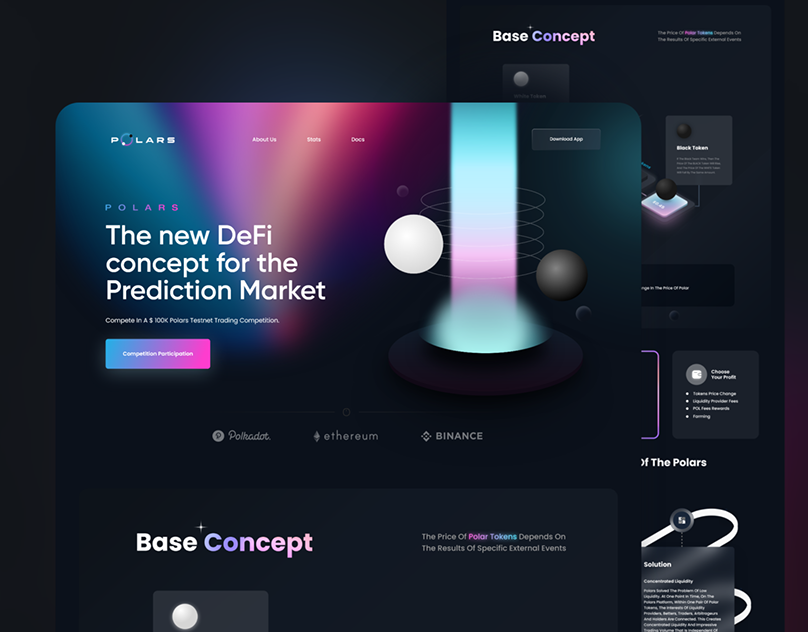 Base Concept
The Price Of Polar Tokens Depends On
The Results Of Specific External Events
White Token
Black Token
POLARS
About Us
Stats
Docs
Download App
POLARS
The new DeFi
concept for the
Prediction Market
Compete In A $ 100K Polars Testnet Trading Competition.
Competition Participation
Polkadot.
ethereum
BINANCE
Base Concept
The Price Of Polar Tokens Depends On
The Results Of Specific External Events
nge In The Price Of Polar
Choose
Your Profit
Tokens Price Change
Liquidity Provider Fees
POL Fees Rewards
Farming
Of The Polars
Solution
Concentrated Liquidity
Polars Solved The Problem Of Low
Liquidity. At One Point In Time, On The
Polars Platform, Within One Pair Of Polar
Tokens, The Interests Of Liquidity
Providers, Bettors, Traders, Arbitrageurs
And Holders Are Connected. This Creates
Concentrated Liquidity And Impressive
Trading Volume That Is Independent Of